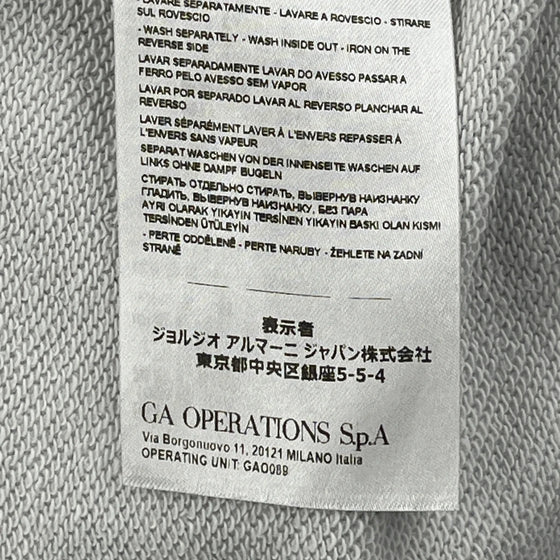 LAVARE SEPARATAMENTE - LAVARE A ROVESCIO - STIRARE
SUL ROVESCIO
- WASH SEPARATELY - WASH INSIDE OUT - IRON ON THE
REVERSE SIDE
LAVAR SEPARADAMENTE LAVAR DO AVESSO PASSAR A
FERRO PELO AVESSO SEM VAPOR
LAVAR POR SEPARADO LAVAR AL REVERSO PLANCHAR AL
REVERSO
LAVER SÉPARÉMENT LAVER À L'ENVERS REPASSER À
L'ENVERS SANS VAPEUR
SEPARAT WASCHEN VON DER INNENSEITE WASCHEN AUF
LINKS OHNE DAMPF BUGELN
СТИРАТЬ ОТДЕЛЬНО СТИРАТЬ, ВЫВЕРНУВ НАИЗНАНКУ
ГЛАДИТЬ, ВЫВЕРНУВ НАИЗНАНКУ, БЕЗ ПАРА
AYRI OLARAK YIKAYIN TERSİNEN YIKAYIN BASKI OLAN KISMI
TERSİNDEN ÜTÜLEYİN
- PERTE ODDĚLENĚ - PERTE NARUBY - ŽEHLETE NA ZADNÍ
STRANĚ
表示者
ジョルジオ アルマーニ ジャパン株式会社
東京都中央区銀座5-5-4
GA OPERATIONS S.p.A
Via Borgonuovo 11, 20121 MILANO Italia
OPERATING UNIT: GAO089